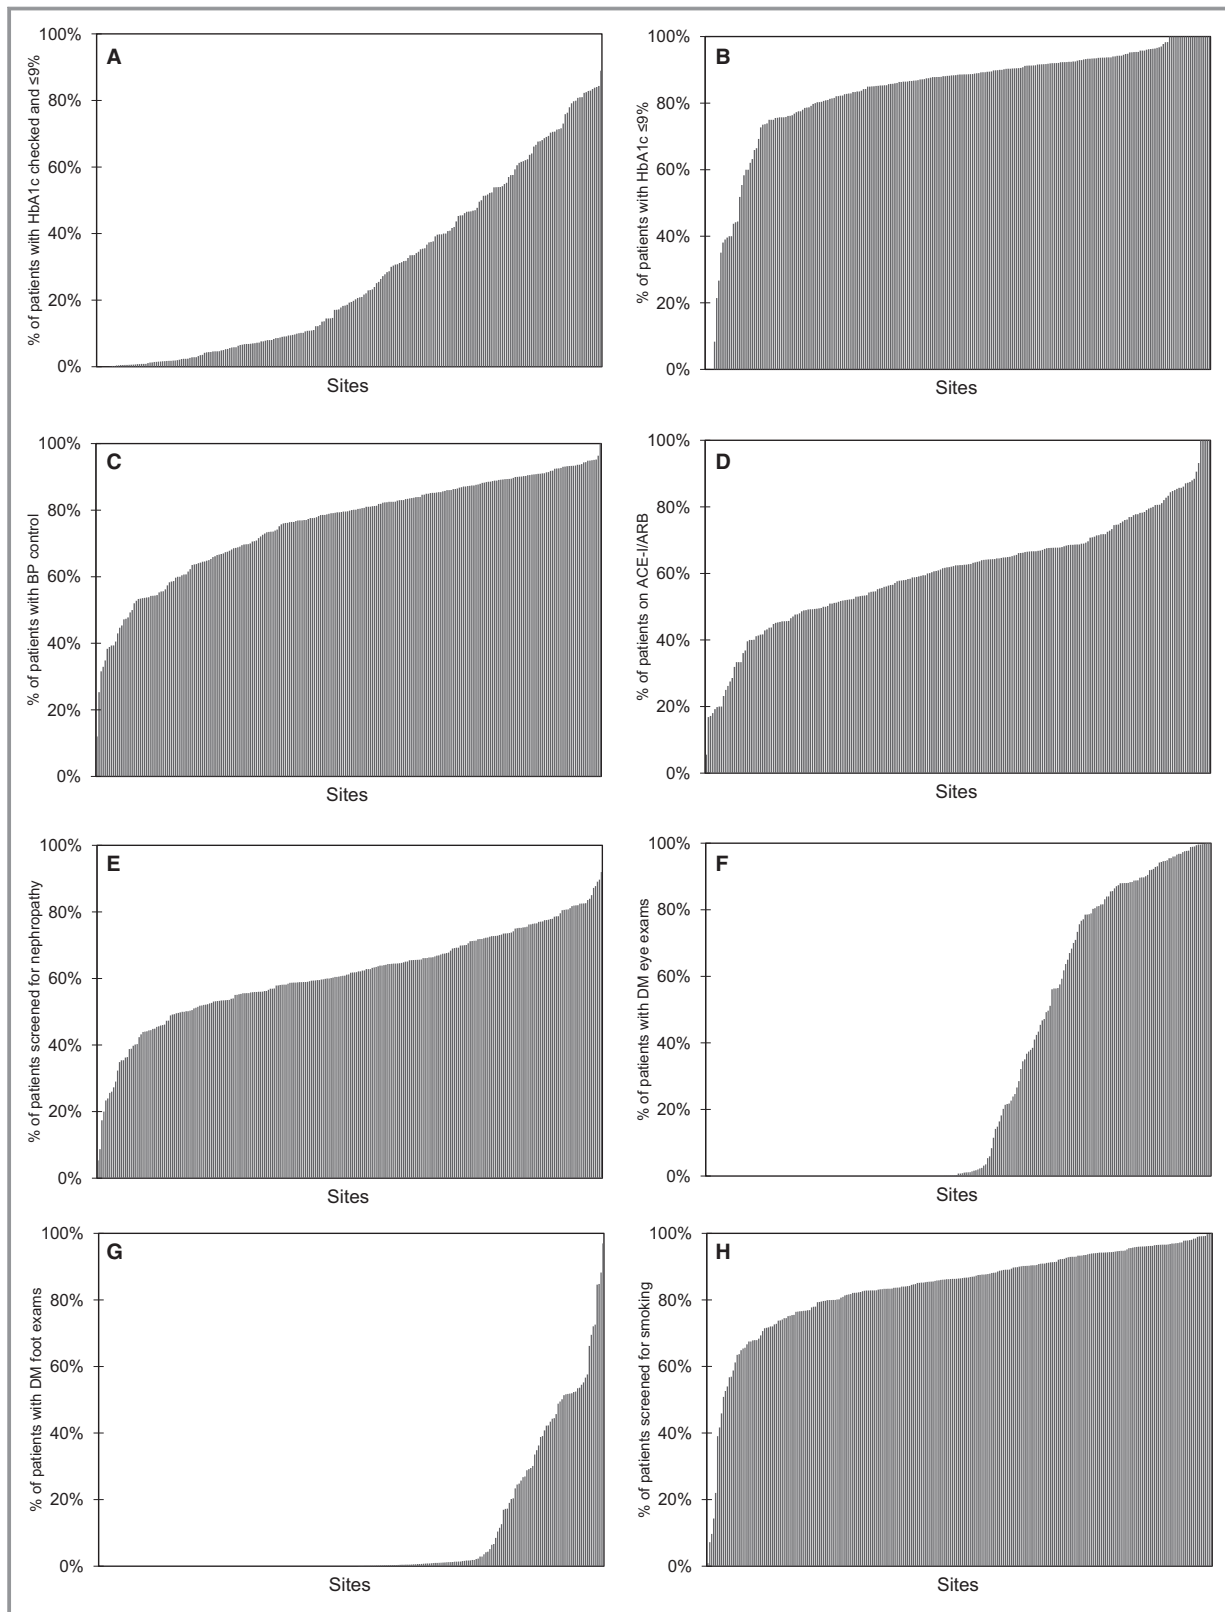 A
% of patients with HbA1c checked and ≤9%
100%
80%
60%
40%
20%
0%
Sites
B
% of patients with HbA1c ≤9%
100%
80%
60%
40%
20%
0%
Sites
C
% of patients with BP control
100%
80%
60%
40%
20%
0%
Sites
D
% of patients on ACE-I/ARB
100%
80%
60%
40%
20%
0%
Sites
E
% of patients screened for nephropathy
100%
80%
60%
40%
20%
0%
Sites
F
% of patients with DM eye exams
100%
80%
60%
40%
20%
0%
Sites
G
% of patients with DM foot exams
100%
80%
60%
40%
20%
0%
Sites
H
% of patients screened for smoking
100%
80%
60%
40%
20%
0%
Sites